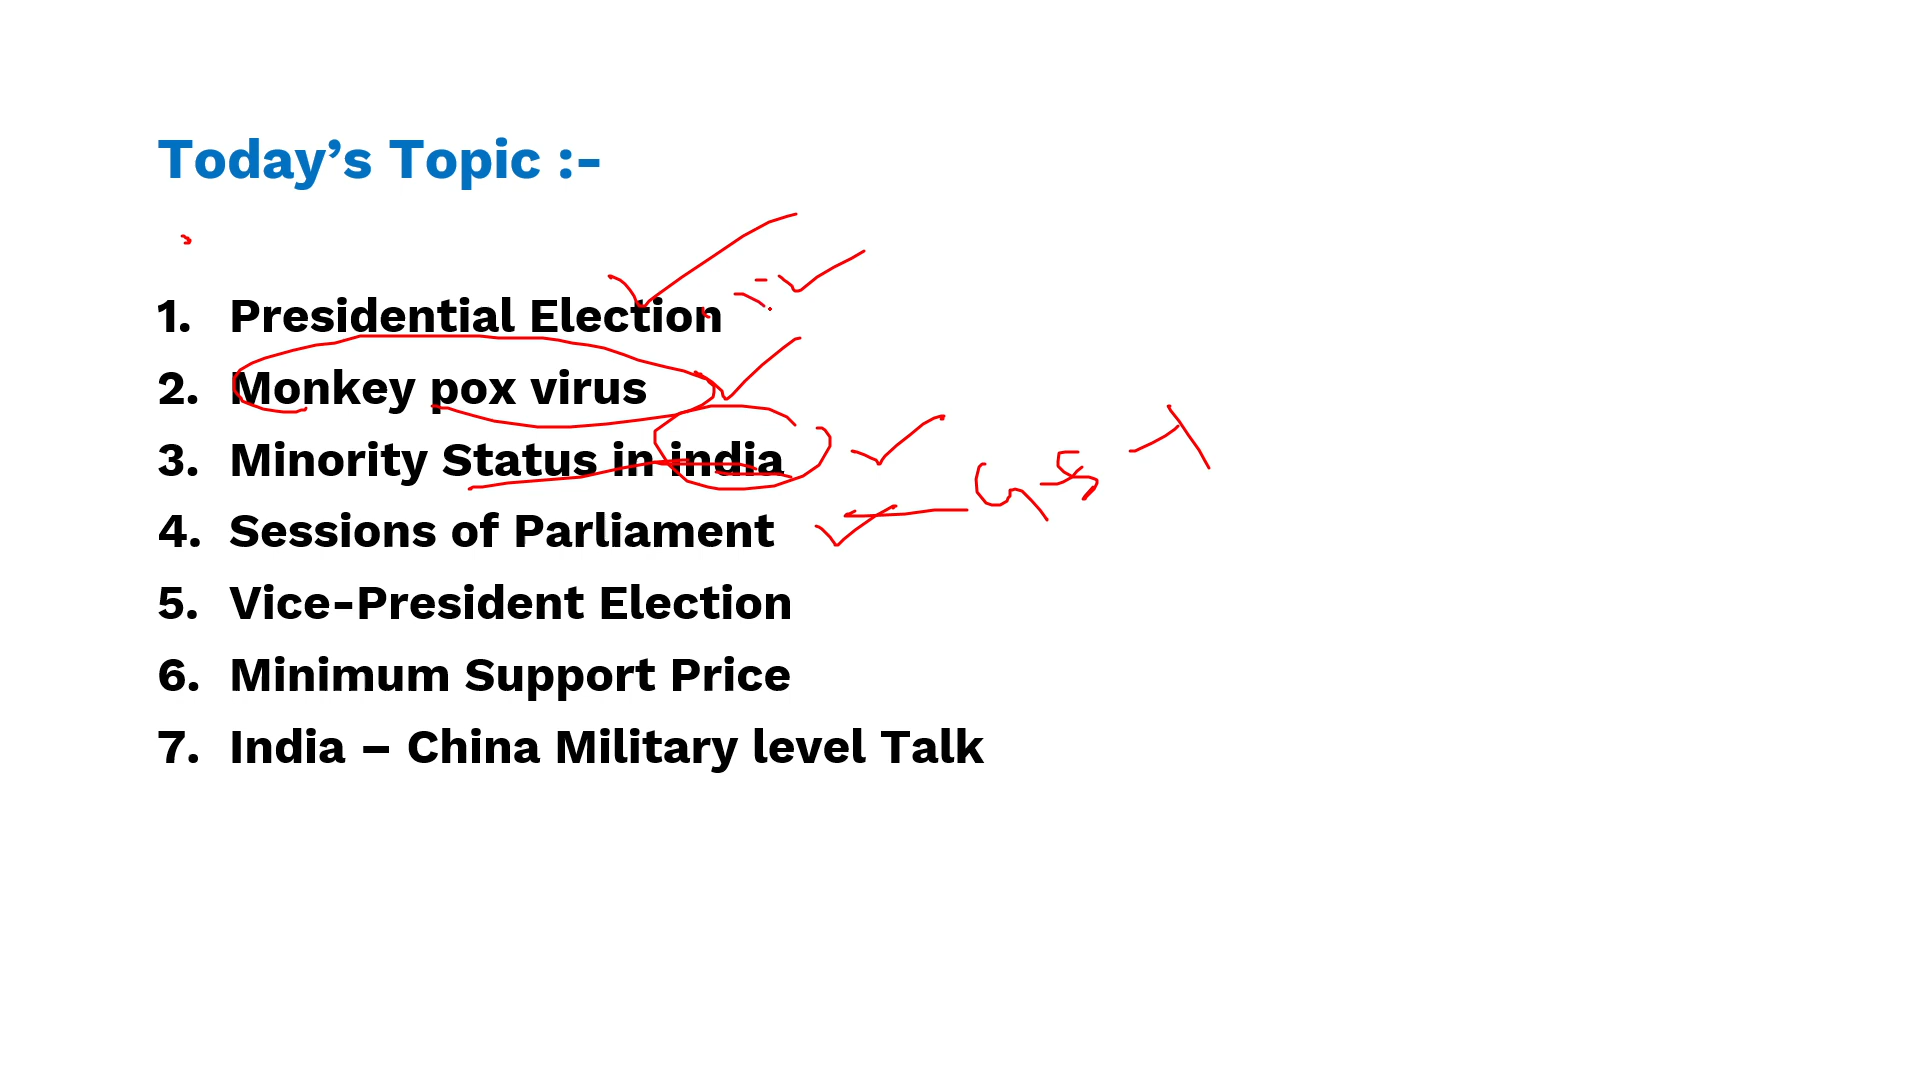 Today’s Topic :-
1. Presidential Election
2. Monkey pox virus
3. Minority Status in india
4. Sessions of Parliament
GST
5. Vice-President Election
6. Minimum Support Price
7. India – China Military level Talk